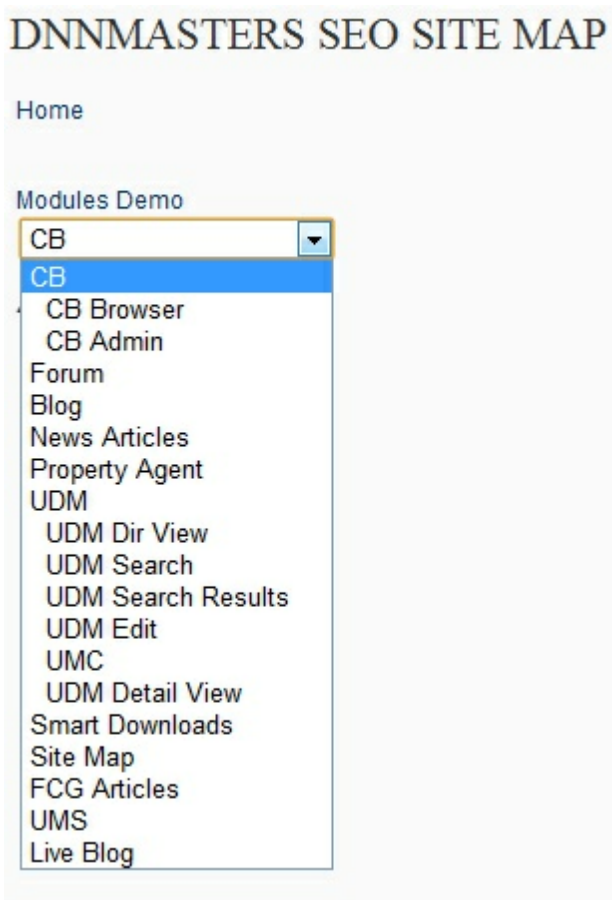 DNNMASTERS SEO SITE MAP
Home
Modules Demo
CB
CB
CB Browser
CB Admin
Forum
Blog
News Articles
Property Agent
UDM
UDM Dir View
UDM Search
UDM Search Results
UDM Edit
UMC
UDM Detail View
Smart Downloads
Site Map
FCG Articles
UMS
Live Blog